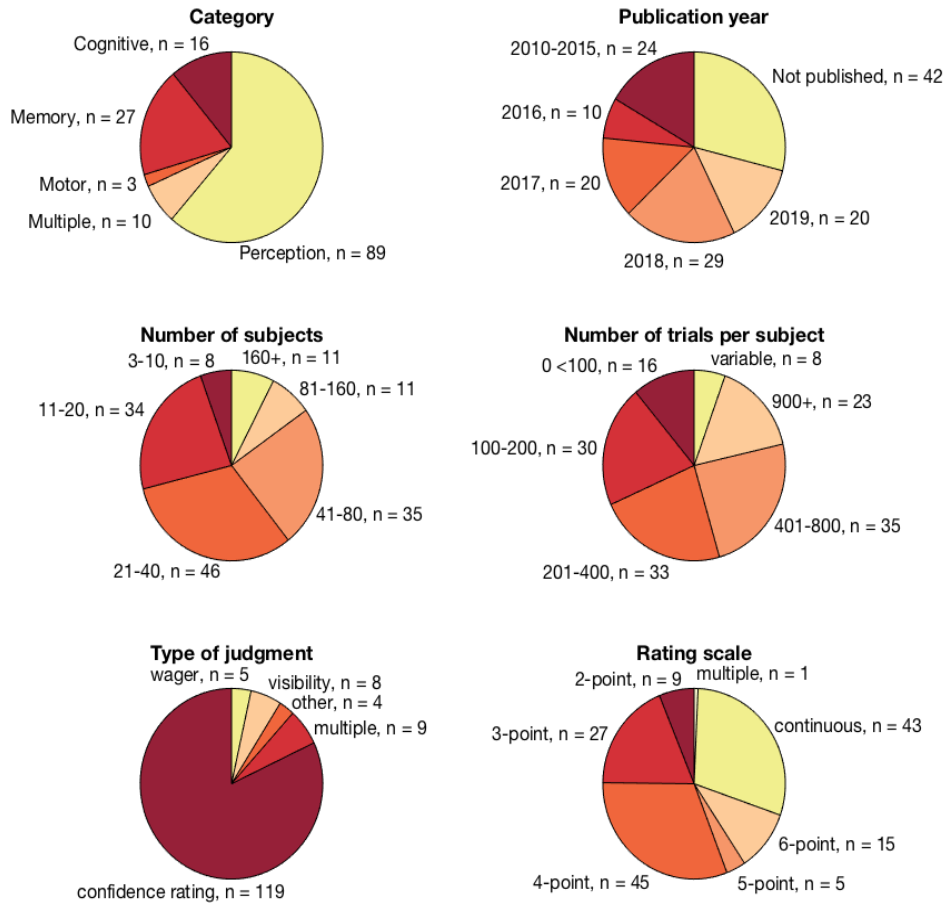 Category
Cognitive, n = 16
Memory, n = 27
Motor, n = 3
Multiple, n = 10
Perception, n = 89
Publication year
2010-2015, n = 24
Not published, n = 42
2016, n = 10
2017, n = 20
2019, n = 20
2018, n = 29
Number of subjects
3-10, n = 8
160+, n = 11
81-160, n = 11
11-20, n = 34
41-80, n = 35
21-40, n = 46
Number of trials per subject
0 <100, n = 16
variable, n = 8
900+, n = 23
100-200, n = 30
401-800, n = 35
201-400, n = 33
Type of judgment
wager, n = 5
visibility, n = 8
other, n = 4
multiple, n = 9
confidence rating, n = 119
Rating scale
2-point, n = 9
multiple, n = 1
continuous, n = 43
3-point, n = 27
6-point, n = 15
4-point, n = 45
5-point, n = 5